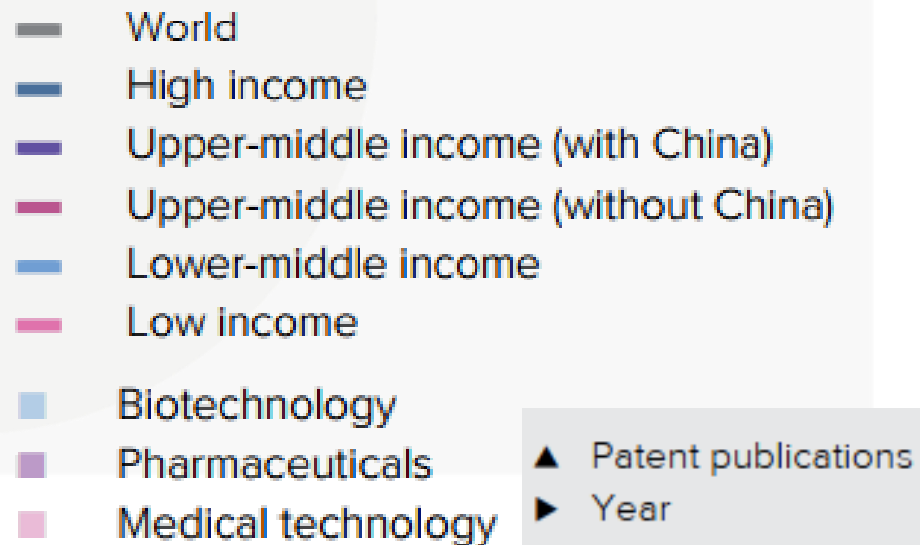 World
High income
Upper-middle income (with China)
Upper-middle income (without China)
Lower-middle income
Low income
Biotechnology
Pharmaceuticals
Medical technology
Patent publications
Year